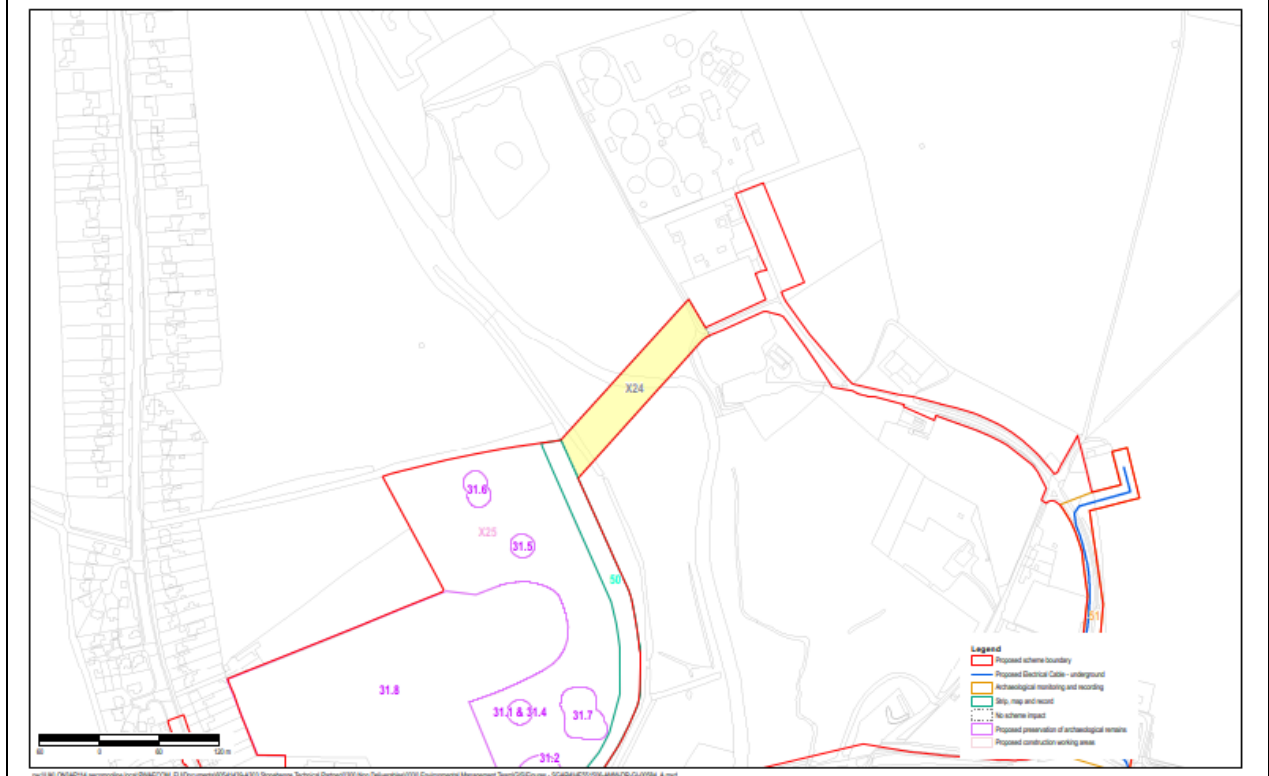 X24
31.6
X25
31.5
50
51
31.8
31.1 & 31.4
31.7
31:2
60 0 60 120 m
Legend
Proposed scheme boundary
Proposed Electrical Cable - underground
Archaeological monitoring and recording
Strip, map and record
No scheme impact
Proposed preservation of archaeological remains
Proposed construction working areas